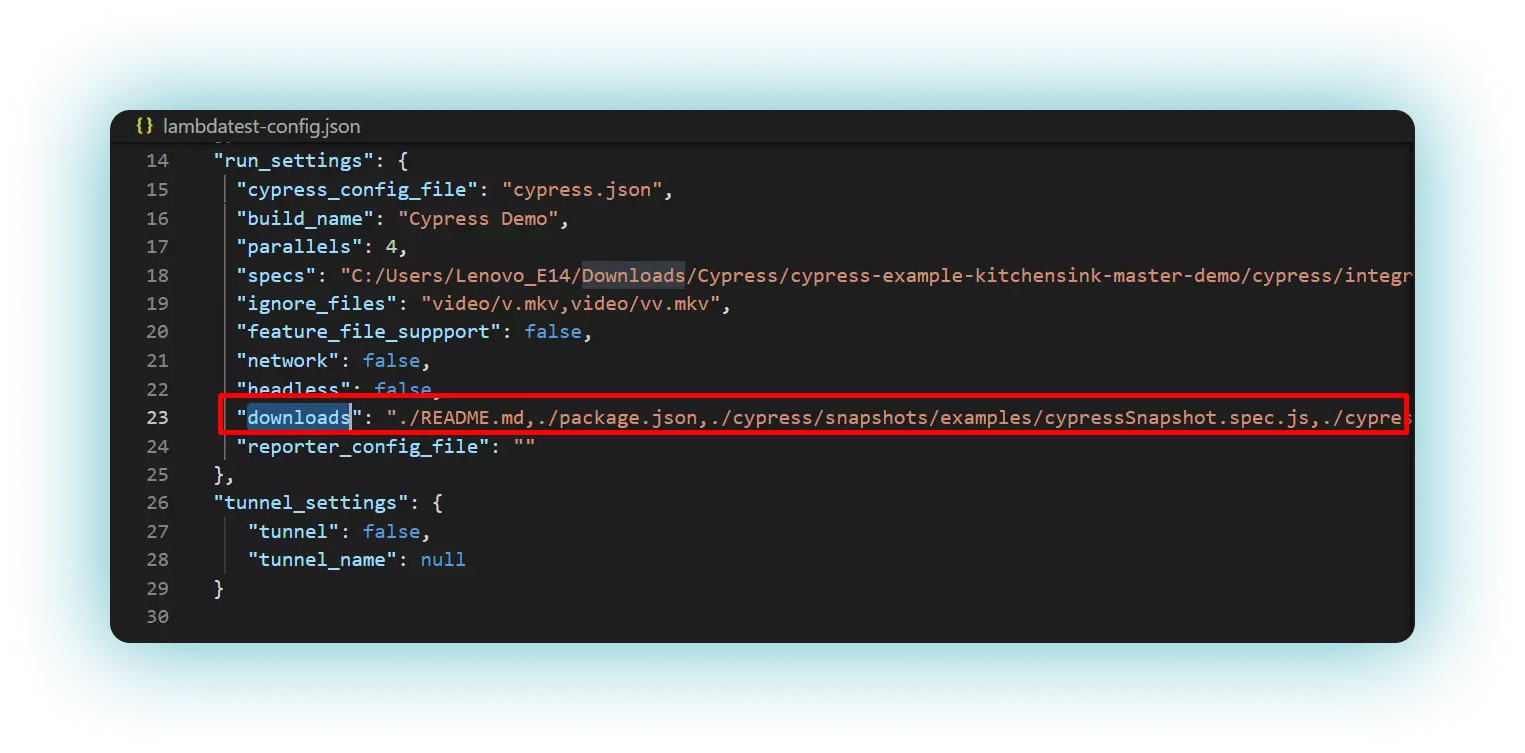 {} lambdatest-config.json
14 "run_settings": {
15 "cypress_config_file": "cypress.json",
16 "build_name": "Cypress Demo",
17 "parallels": 4,
18 "specs": "C:/Users/Lenovo_E14/Downloads/Cypress/cypress-example-kitchensink-master-demo/cypress/integr
19 "ignore_files": "video/v.mkv,video/vv.mkv",
20 "feature_file_suppport": false,
21 "network": false,
22 "headless": false,
23 "downloads": "./README.md,./package.json,./cypress/snapshots/examples/cypressSnapshot.spec.js,./cypres
24 "reporter_config_file": ""
25 },
26 "tunnel_settings": {
27 "tunnel": false,
28 "tunnel_name": null
29 }
30